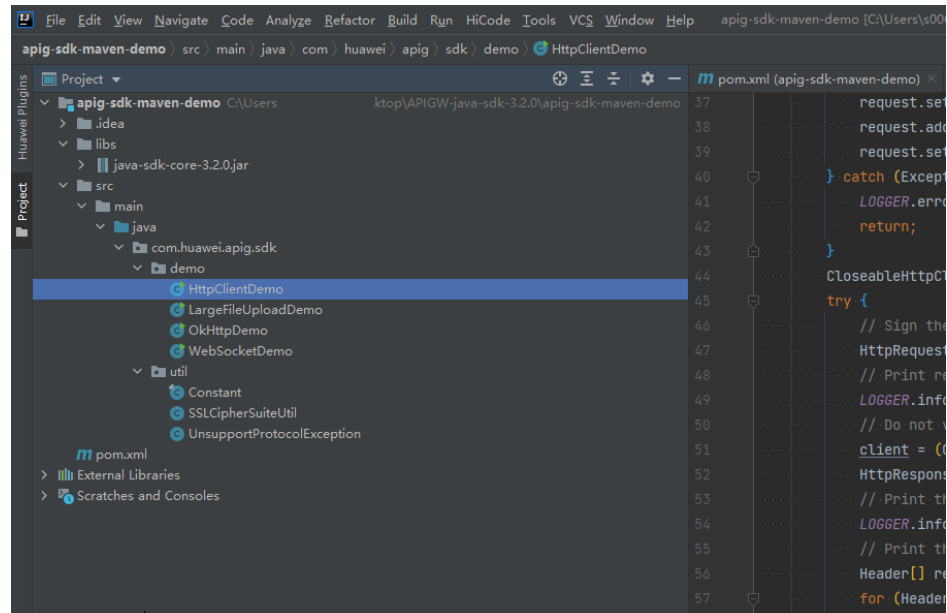 File Edit View Navigate Code Analyze Refactor Build Run HiCode Tools VCS Window Help apig-sdk-maven-demo [C:\Users\s00
apig-sdk-maven-demo › src › main › java › com › huawei › apig › sdk › demo › HttpClientDemo
Huawei Plugins
Project
Project
apig-sdk-maven-demo C:\Users ktop\APIGW-java-sdk-3.2.0\apig-sdk-maven-demo
.idea
libs
java-sdk-core-3.2.0.jar
src
main
java
com.huawei.apig.sdk
demo
HttpClientDemo
LargeFileUploadDemo
OkHttpDemo
WebSocketDemo
util
Constant
SSLCipherSuiteUtil
UnsupportProtocolException
pom.xml
External Libraries
Scratches and Consoles
pom.xml (apig-sdk-maven-demo)
37 request.set
38 request.add
39 request.set
40 } catch (Except
41 LOGGER.erro
42 return;
43 }
44 CloseableHttpCl
45 try {
46 // Sign the
47 HttpRequest
48 // Print re
49 LOGGER.info
50 // Do not v
51 client = (C
52 HttpRespons
53 // Print th
54 LOGGER.info
55 // Print th
56 Header[] re
57 for (Header